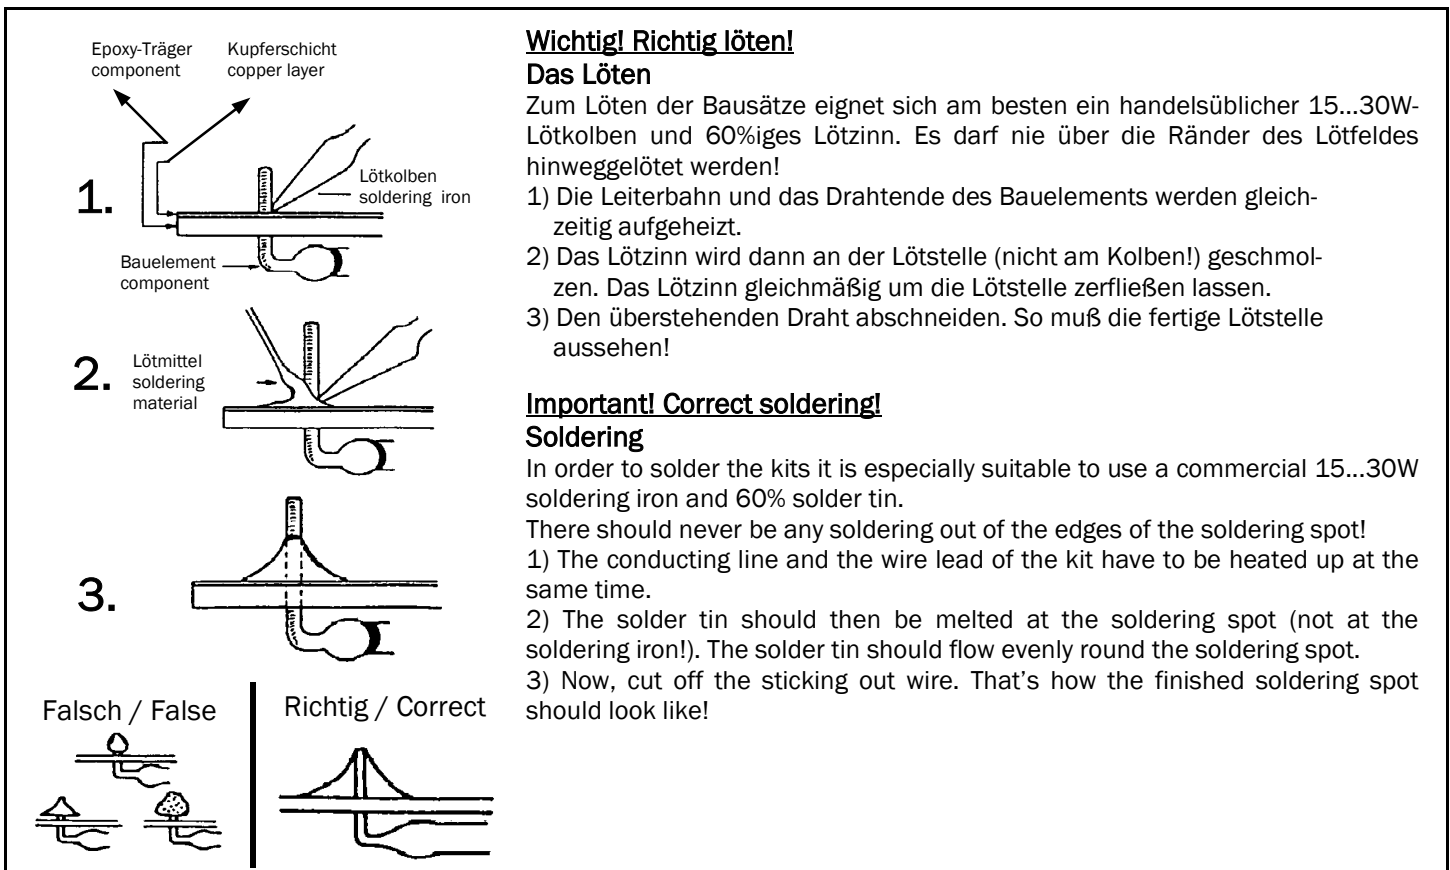 Epoxy-Träger
component
Kupferschicht
copper layer
1.
Lötkolben
soldering iron
Bauelement
component
2.
Lötmittel
soldering
material
3.
Falsch / False
Richtig / Correct
Wichtig! Richtig löten!
Das Löten
Zum Löten der Bausätze eignet sich am besten ein handelsüblicher 15...30W-
Lötkolben und 60%iges Lötzinn. Es darf nie über die Ränder des Lötfeldes
hinweggelötet werden!
1) Die Leiterbahn und das Drahtende des Bauelements werden gleich-
zeitig aufgeheizt.
2) Das Lötzinn wird dann an der Lötstelle (nicht am Kolben!) geschmol-
zen. Das Lötzinn gleichmäßig um die Lötstelle zerfließen lassen.
3) Den überstehenden Draht abschneiden. So muß die fertige Lötstelle
aussehen!
Important! Correct soldering!
Soldering
In order to solder the kits it is especially suitable to use a commercial 15...30W
soldering iron and 60% solder tin.
There should never be any soldering out of the edges of the soldering spot!
1) The conducting line and the wire lead of the kit have to be heated up at the
same time.
2) The solder tin should then be melted at the soldering spot (not at the
soldering iron!). The solder tin should flow evenly round the soldering spot.
3) Now, cut off the sticking out wire. That's how the finished soldering spot
should look like!